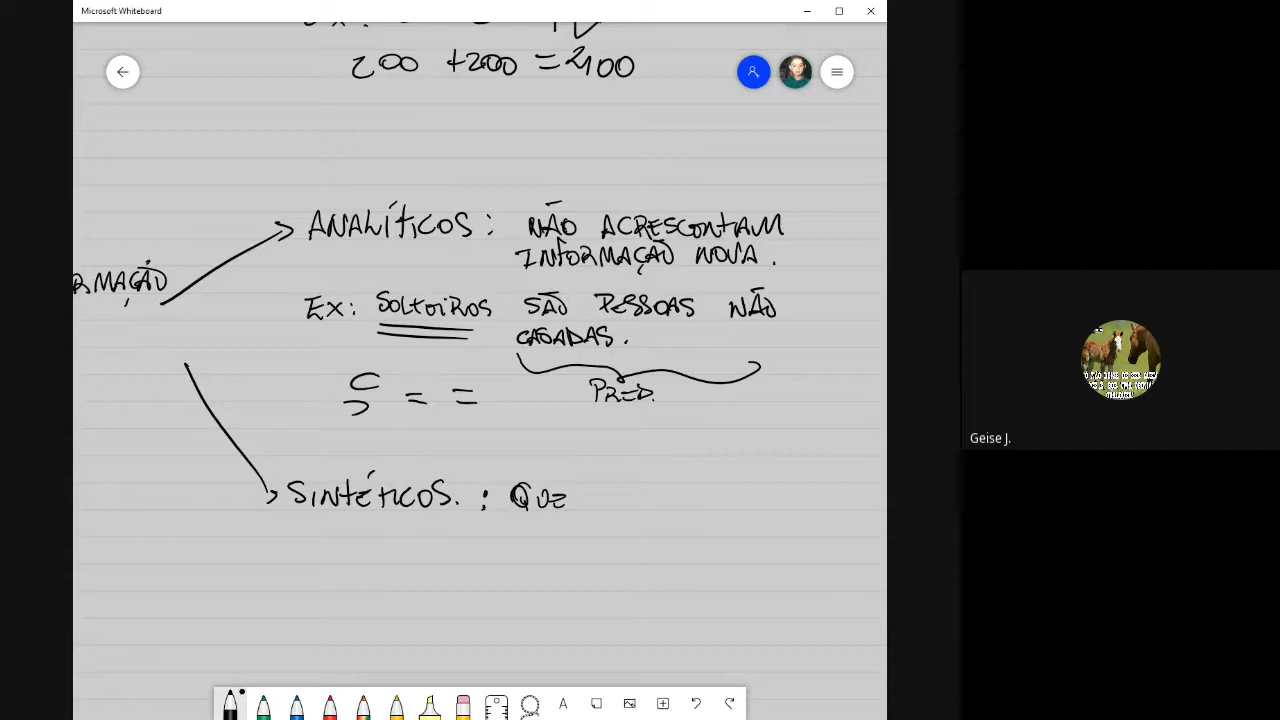 Microsoft Whiteboard
200 +200 = 400
ANALÍTICOS : NÃO ACRESCONTAM
INFORMAÇÃO NOVA.
RMAÇÃO
EX: SOLTEIROS SÃO PESSOAS NÃO
CASADAS.
S = =
PRED.
SINTÉTICOS. : QUE
Geise J.